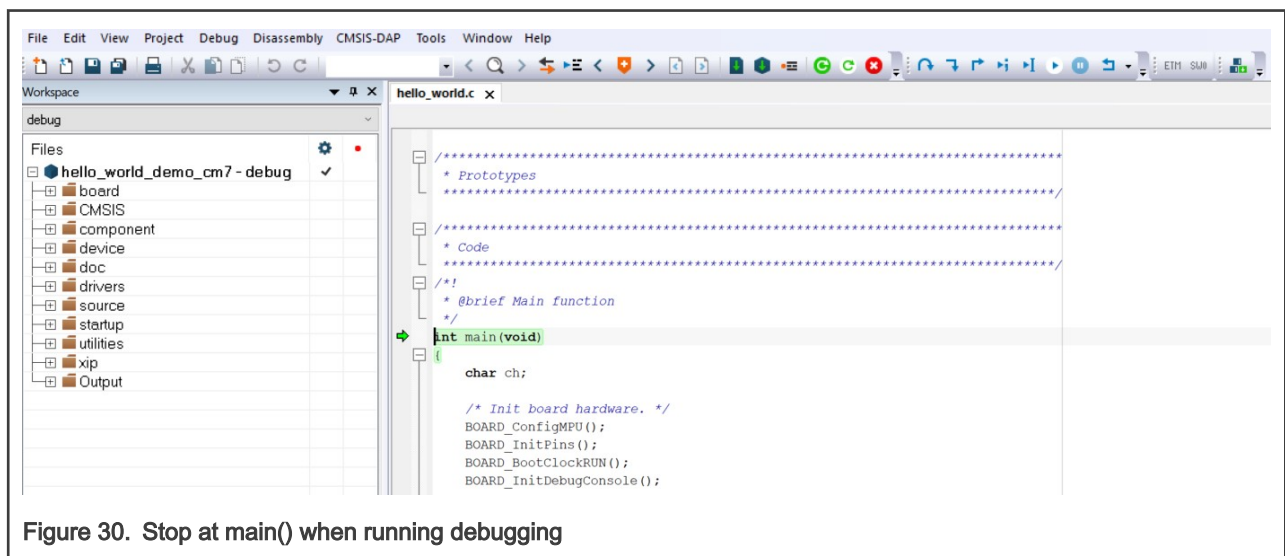 File Edit View Project Debug Disassembly CMSIS-DAP Tools Window Help
ETM SWO
Workspace
hello_world.c x
debug
Files
hello_world_demo_cm7 - debug
board
CMSIS
component
device
doc
drivers
source
startup
utilities
xip
Output
/*******************************************************************************
* Prototypes
******************************************************************************/
/*******************************************************************************
* Code
******************************************************************************/
/*!
* @brief Main function
*/
int main(void)
{
char ch;
/* Init board hardware. */
BOARD_ConfigMPU();
BOARD_InitPins();
BOARD_BootClockRUN();
BOARD_InitDebugConsole();
Figure 30. Stop at main() when running debugging